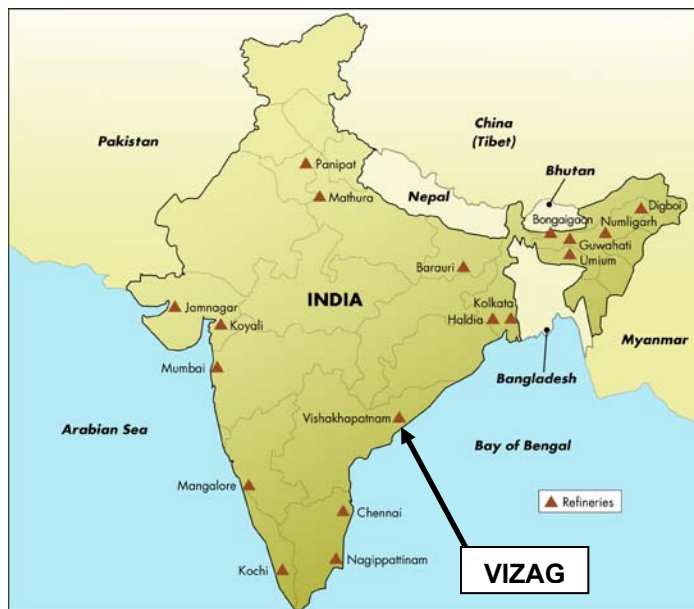 Pakistan
China
(Tibet)
Panipat
Nepal
Bhutan
Mathura
Digboi
Bongaigaon
Numligarh
Guwahati
Umium
Barauri
INDIA
Kolkata
Jamnagar
Haldia
Koyali
Myanmar
Mumbai
Bangladesh
Vishakhapatnam
Arabian Sea
Bay of Bengal
Mangalore
Refineries
Chennai
Nagippattinam
Kochi
VIZAG